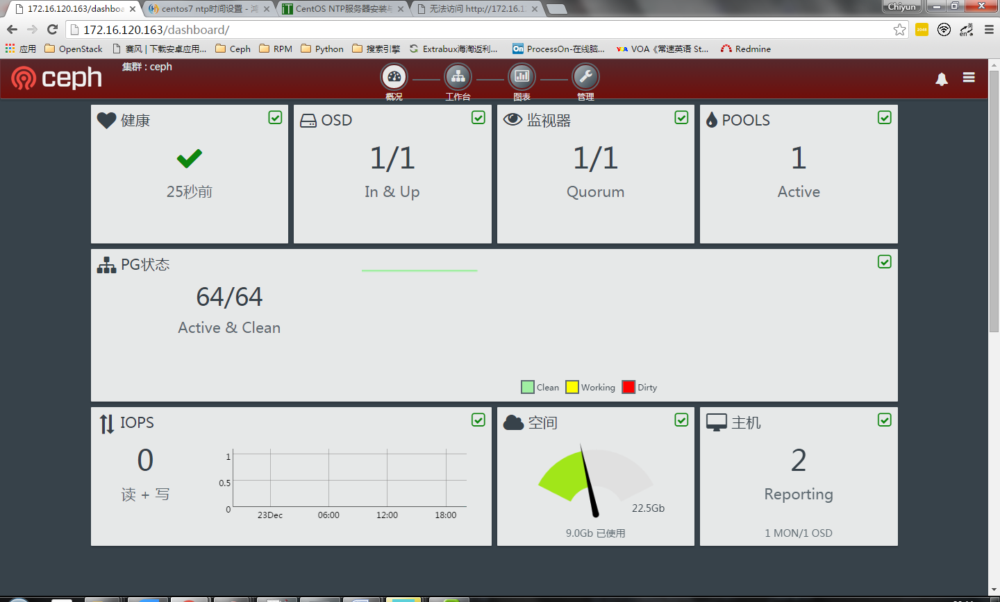 172.16.120.163/dashboa
centos7 ntp时间设置 - 鸿
CentOS NTP服务器安装与
无法访问 http://172.16.1
Chiyun
172.16.120.163/dashboard/
2048
en英
应用
OpenStack
赛风 | 下载安卓应用...
Ceph
RPM
Python
搜索引擎
Extrabux海淘返利...
On
ProcessOn-在线脑...
VOA
VOA《常速英语 St...
Redmine
ceph
集群 : ceph
概况
工作台
图表
管理
健康
25秒前
OSD
1/1
In & Up
监视器
1/1
Quorum
POOLS
1
Active
PG状态
64/64
Active & Clean
Clean
Working
Dirty
IOPS
0
读 + 写
1
0.5
0
23Dec
06:00
12:00
18:00
空间
22.5Gb
9.0Gb 已使用
主机
2
Reporting
1 MON/1 OSD